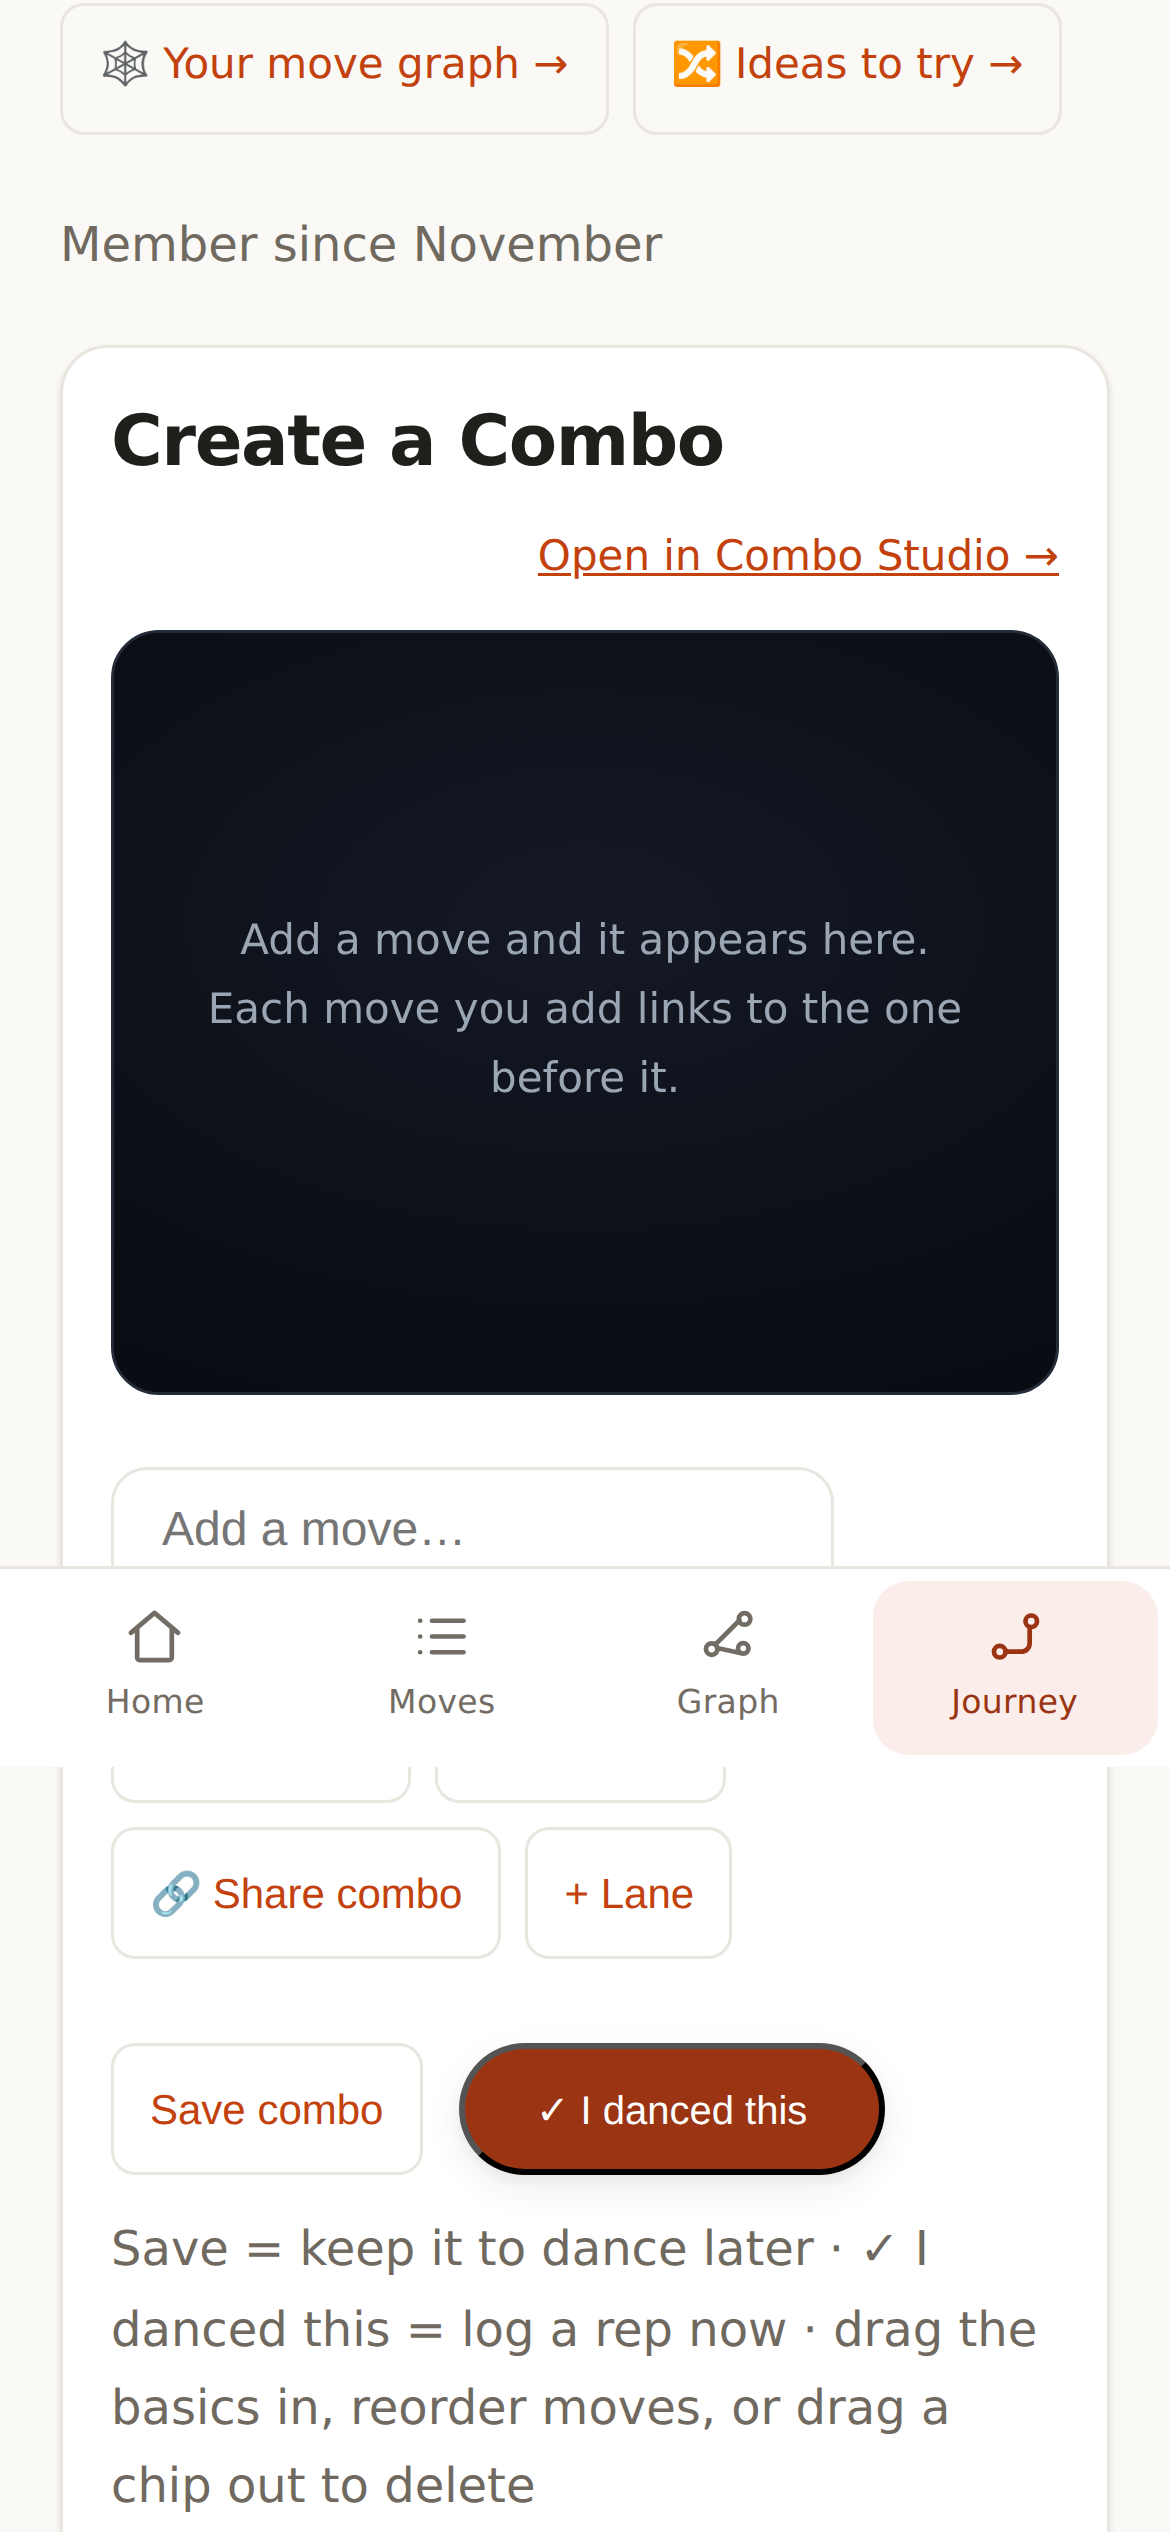 Your move graph →
Ideas to try →
Member since November
Create a Combo
Open in Combo Studio →
Add a move and it appears here.
Each move you add links to the one
before it.
Add a move…
Home
Moves
Graph
Journey
🔗 Share combo
+ Lane
Save combo
✓ I danced this
Save = keep it to dance later · ✓ I
danced this = log a rep now · drag the
basics in, reorder moves, or drag a
chip out to delete